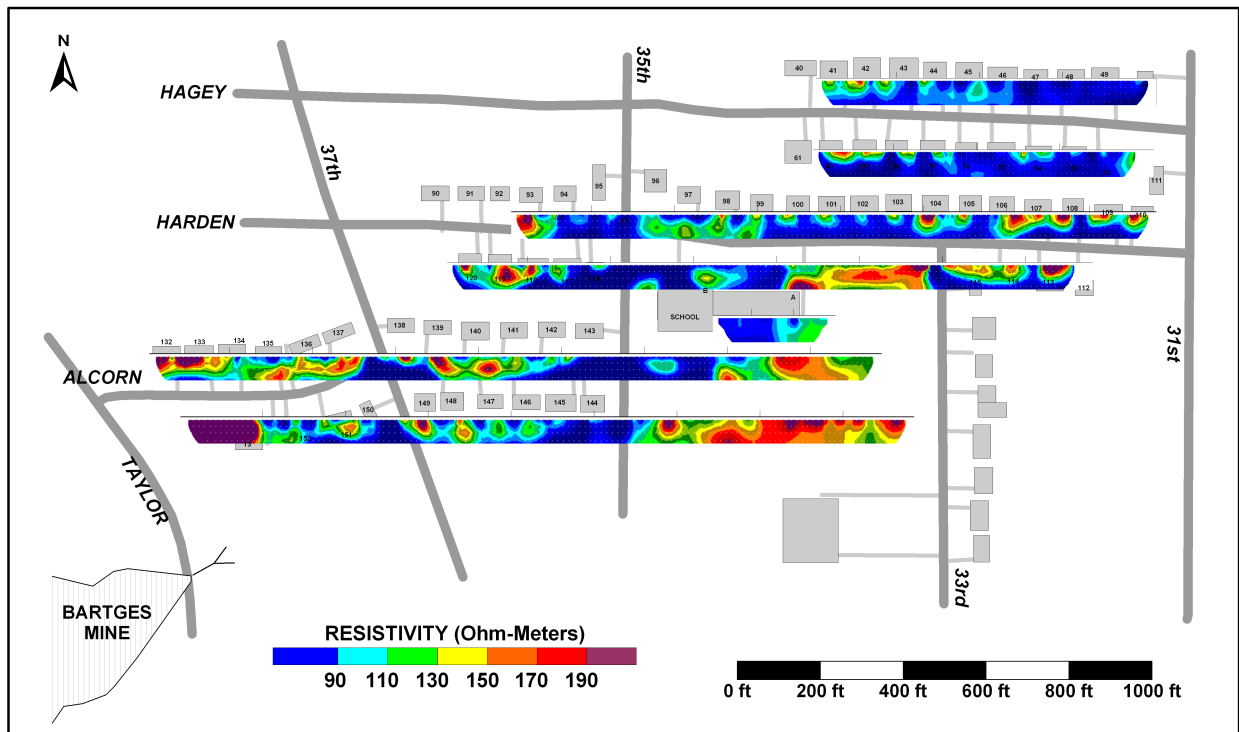 N
HAGEY
40 41 42 43 44 45 46 47 48 49
35th
37th
61
111
90 91 92 93 94 95 96 97 98 99 100 101 102 103 104 105 106 107 108 109 110
HARDEN
120
112
B A
SCHOOL
31st
132 133 134 135 136 137 138 139 140 141 142 143
ALCORN
150 149 148 147 146 145 144
152 151
TAYLOR
33rd
BARTGES
MINE
RESISTIVITY (Ohm-Meters)
90 110 130 150 170 190
0 ft 200 ft 400 ft 600 ft 800 ft 1000 ft